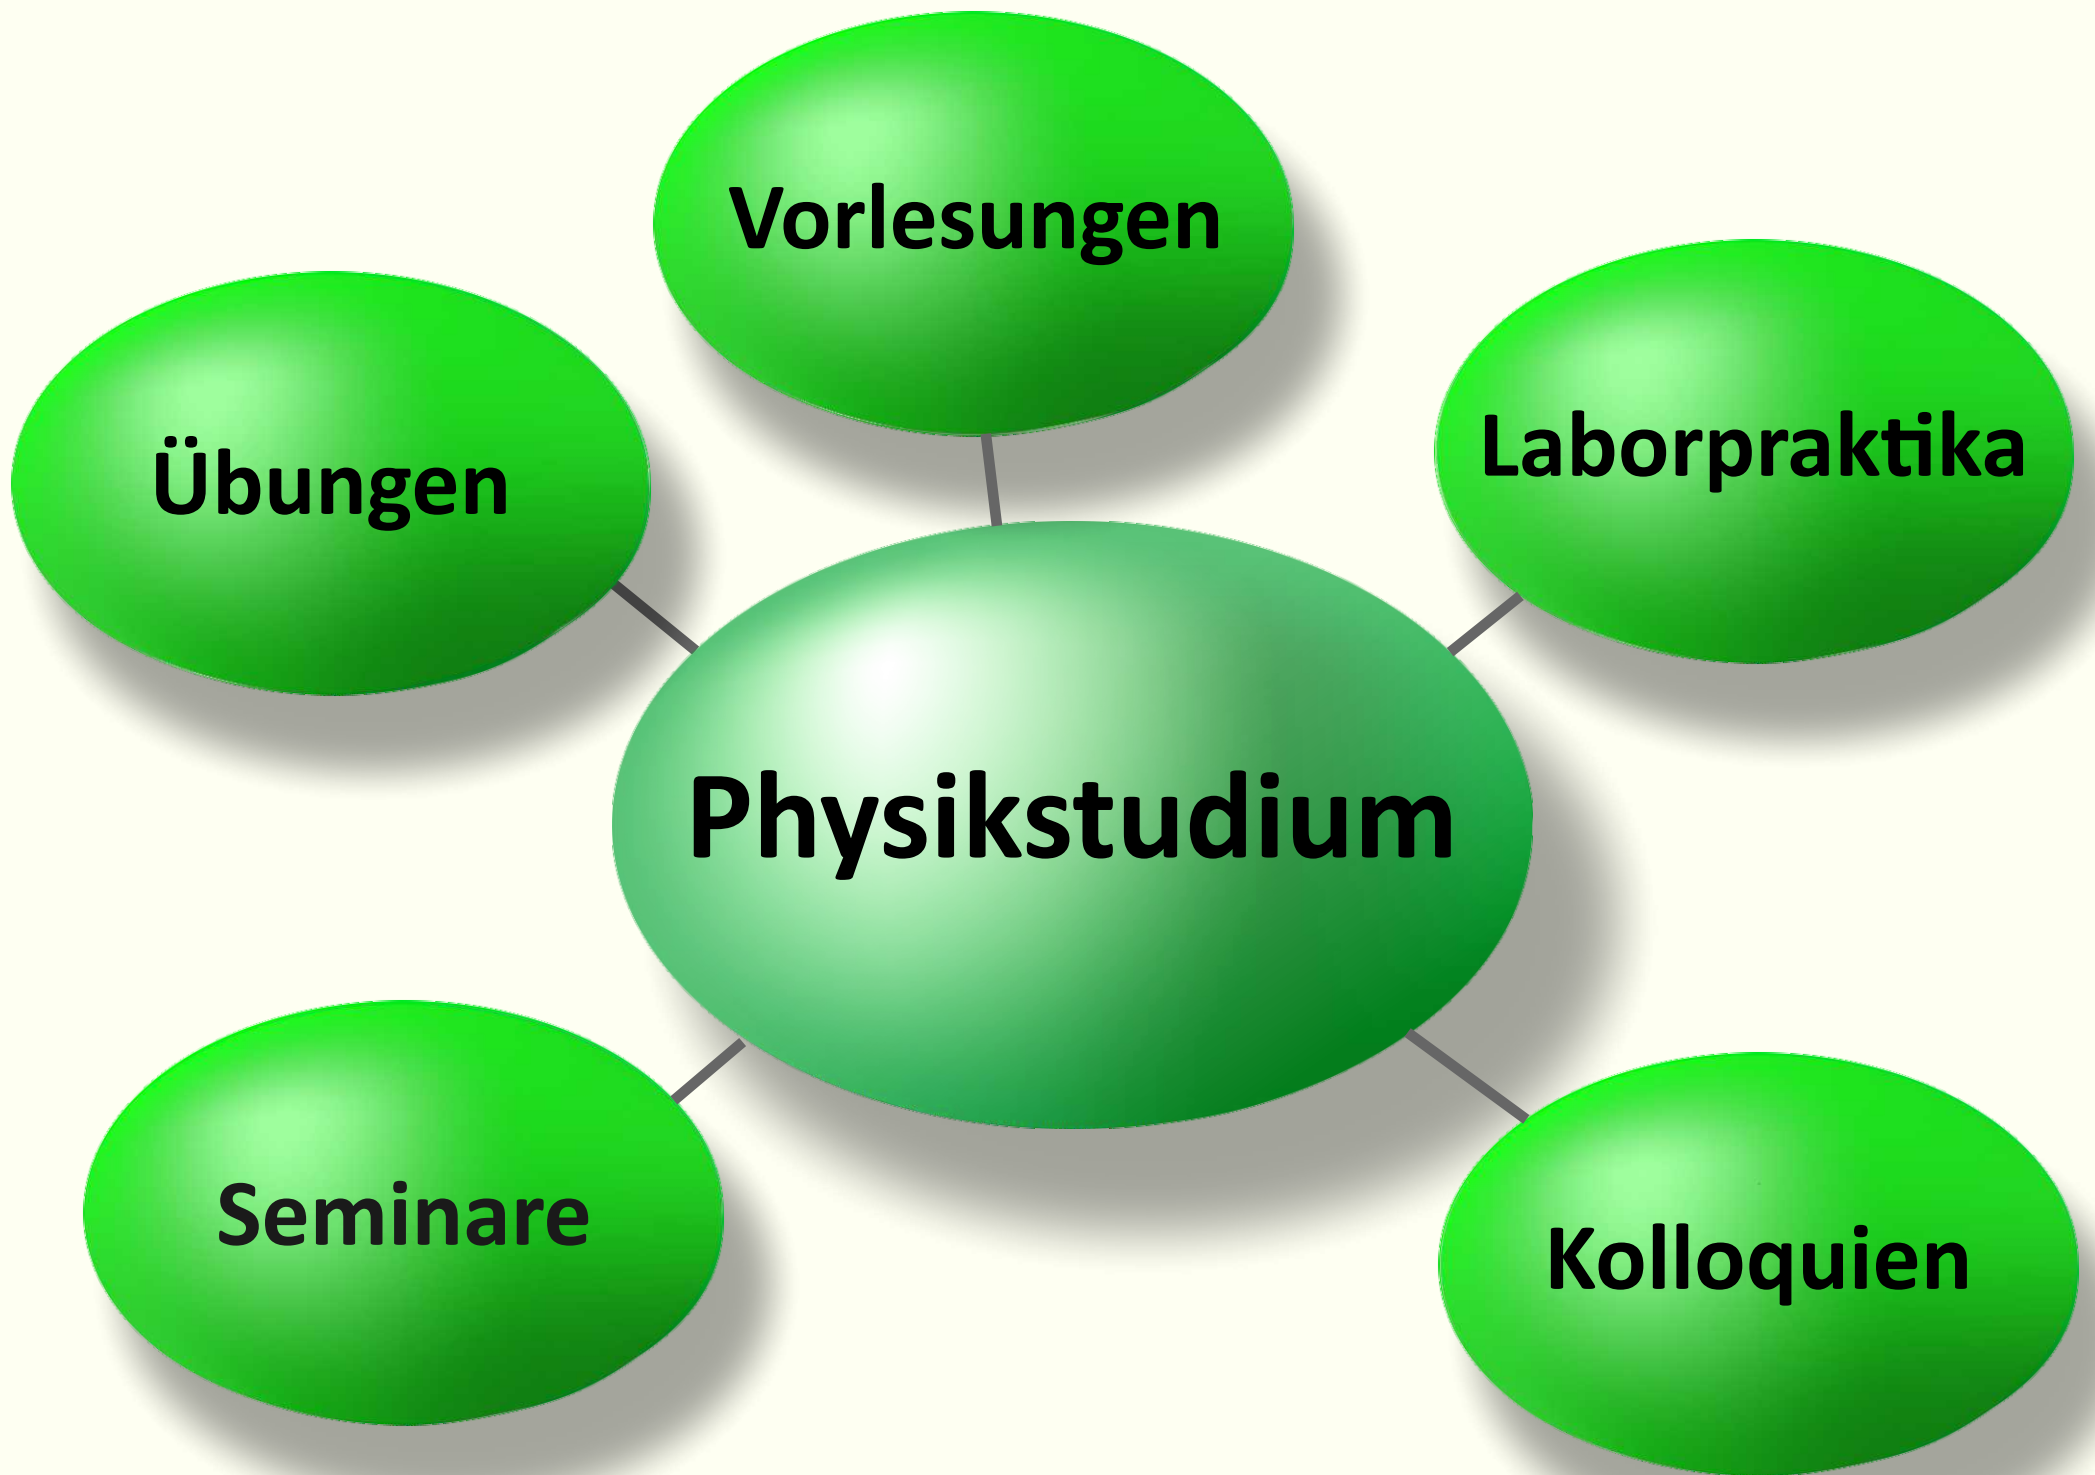 Vorlesungen
Laborpraktika
Übungen
Physikstudium
Seminare
Kolloquien